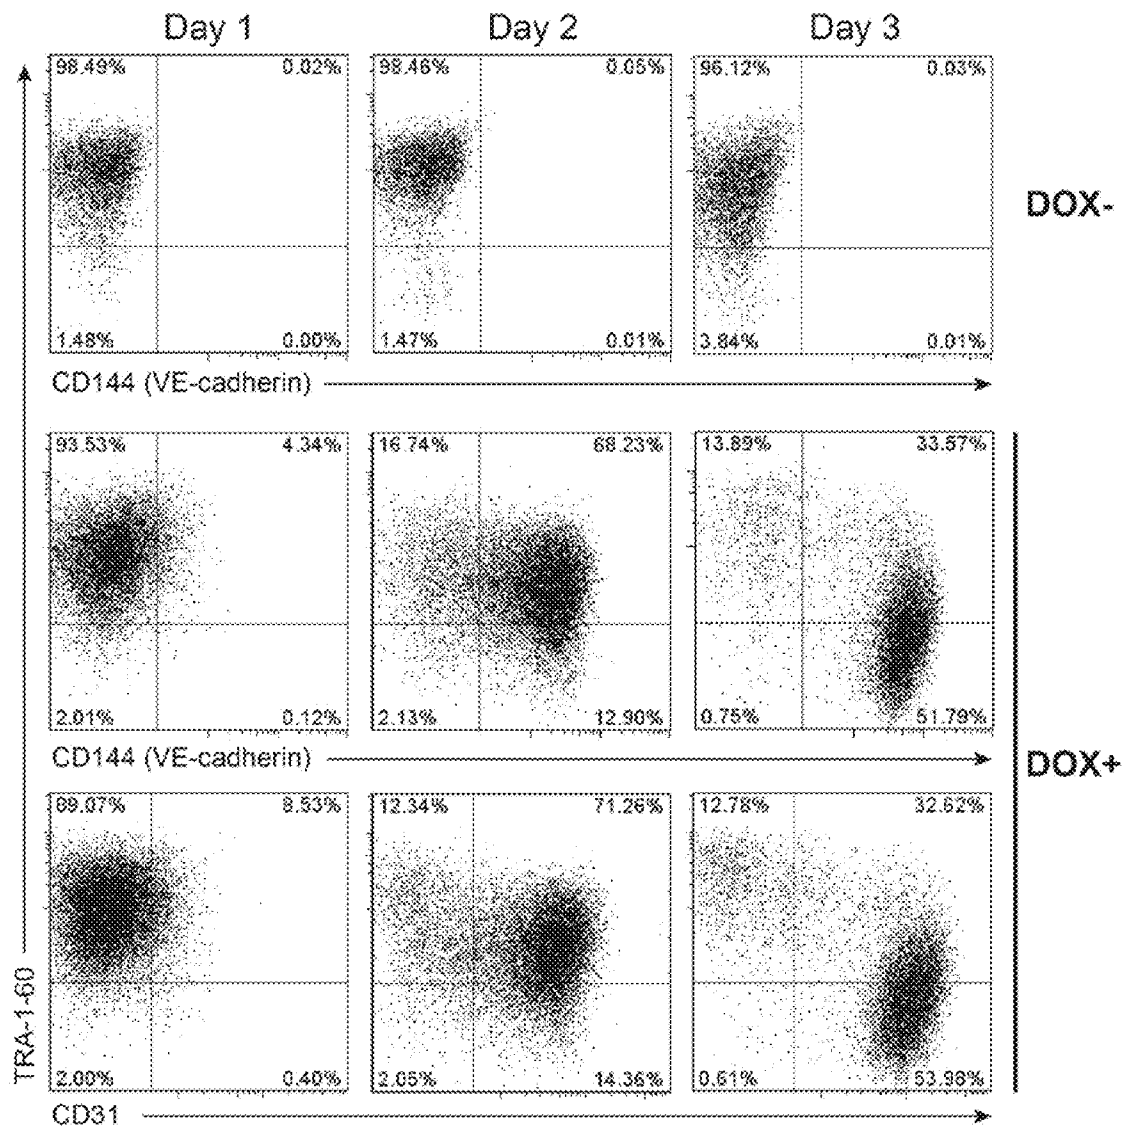 Day 1 Day 2 Day 3
98.49% 0.02% 98.46% 0.05% 96.12% 0.03%
DOX-
1.48% 0.00% 1.47% 0.01% 3.84% 0.01%
CD144 (VE-cadherin)
93.53% 4.34% 16.74% 68.23% 13.89% 33.57%
2.01% 0.12% 2.13% 12.90% 0.75% 51.79%
CD144 (VE-cadherin)
DOX+
89.07% 8.53% 12.34% 71.26% 12.78% 32.62%
TRA-1-60
2.00% 0.40% 2.05% 14.36% 0.61% 53.98%
CD31